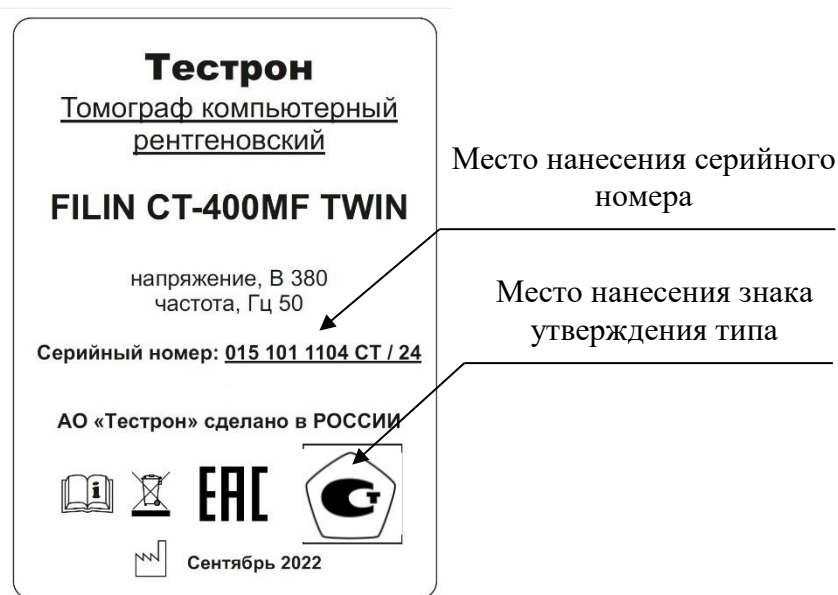 Тестрон
Томограф компьютерный
рентгеновский
FILIN CT-400MF TWIN
напряжение, В 380
частота, Гц 50
Серийный номер: 015 101 1104 CT / 24
АО «Тестрон» сделано в РОССИИ
i
EAC
Ст
Сентябрь 2022
Место нанесения серийного
номера
Место нанесения знака
утверждения типа